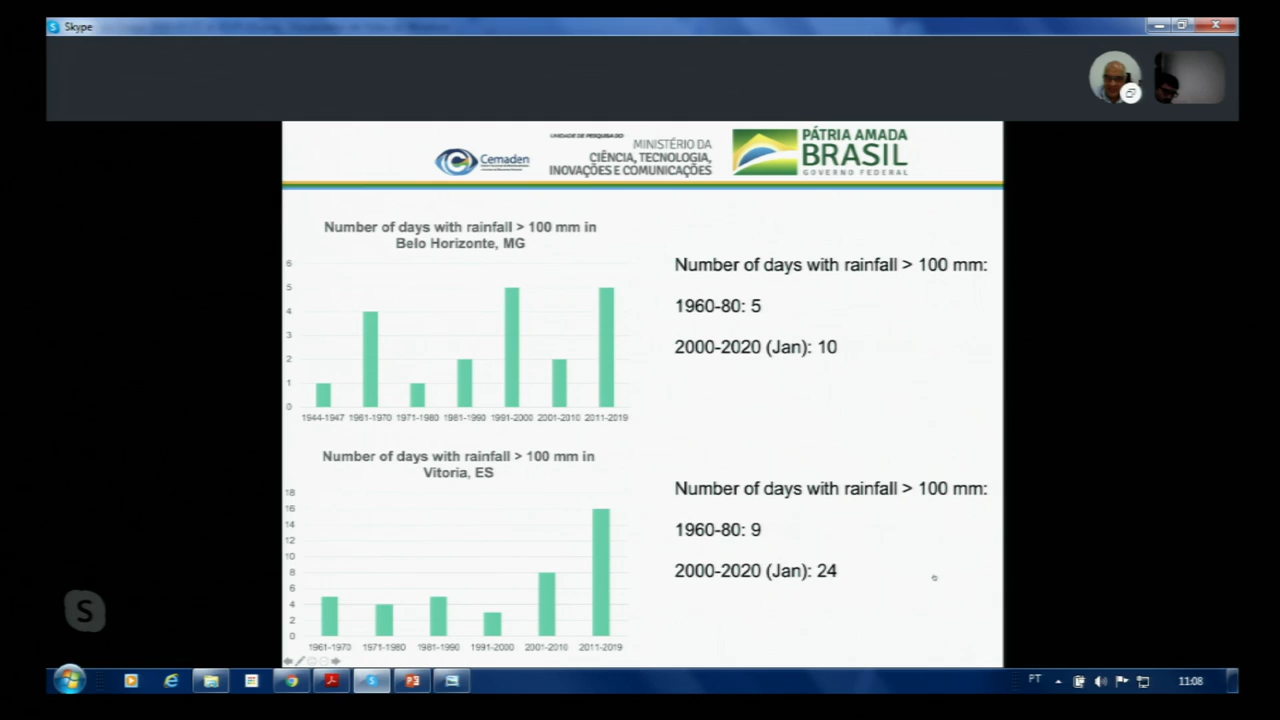 Skype
Cemaden
UNIDADE DE PESQUISA DO
MINISTÉRIO DA
CIÊNCIA, TECNOLOGIA,
INOVAÇÕES E COMUNICAÇÕES
PÁTRIA AMADA
BRASIL
GOVERNO FEDERAL
Number of days with rainfall > 100 mm in
Belo Horizonte, MG
6
5
4
3
2
1
0
1944-1947 1961-1970 1971-1980 1981-1990 1991-2000 2001-2010 2011-2019
Number of days with rainfall > 100 mm:
1960-80: 5
2000-2020 (Jan): 10
Number of days with rainfall > 100 mm in
Vitoria, ES
18
16
14
12
10
8
6
4
2
0
1961-1970 1971-1980 1981-1990 1991-2000 2001-2010 2011-2019
Number of days with rainfall > 100 mm:
1960-80: 9
2000-2020 (Jan): 24
S
PT
11:08